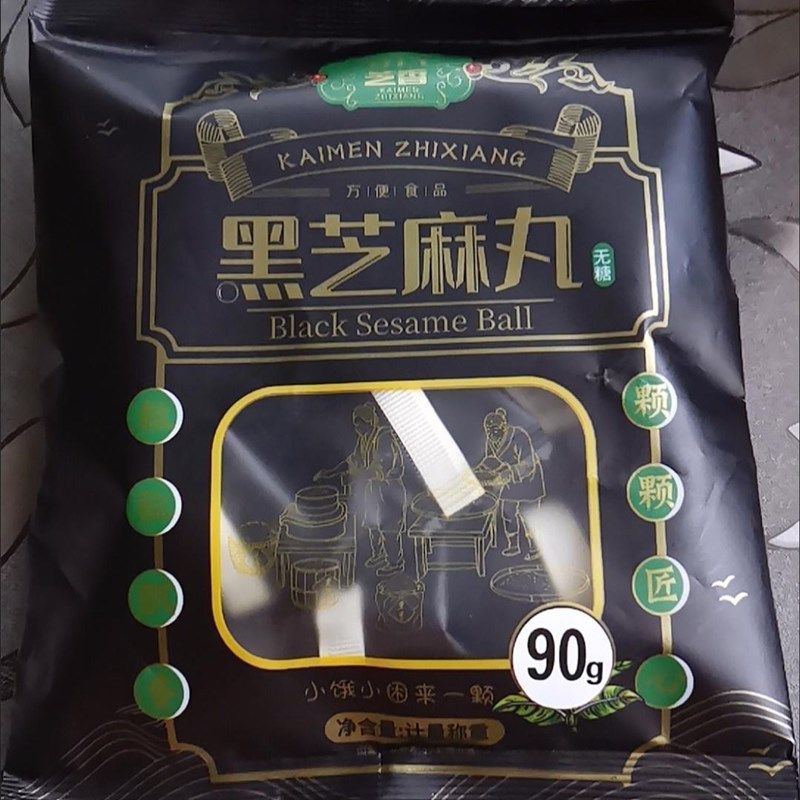 之香
KAIMEN
ZHIXIANG
KAIMEN ZHIXIANG
方便食品
黑芝麻丸
无糖
Black Sesame Ball
颗
颗
匠
90g
小饿小困来一颗
净含量:计量称重